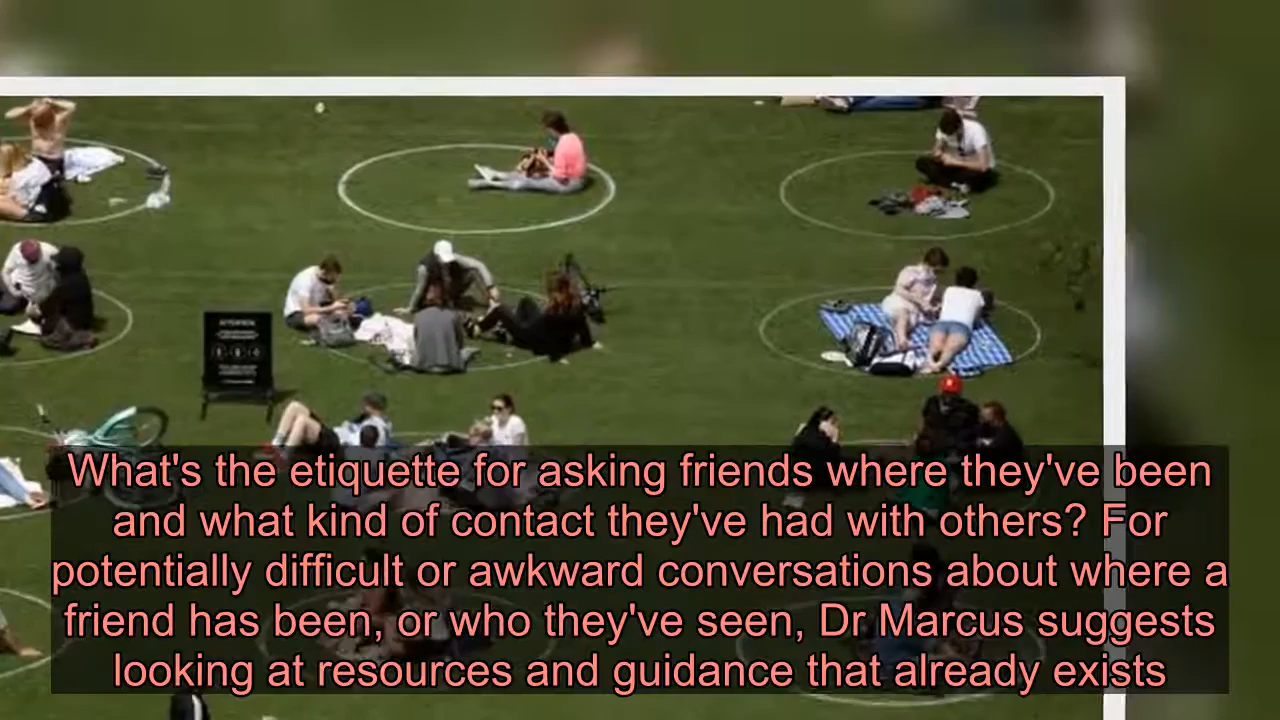 What's the etiquette for asking friends where they've been
and what kind of contact they've had with others? For
potentially difficult or awkward conversations about where a
friend has been, or who they've seen, Dr Marcus suggests
looking at resources and guidance that already exists